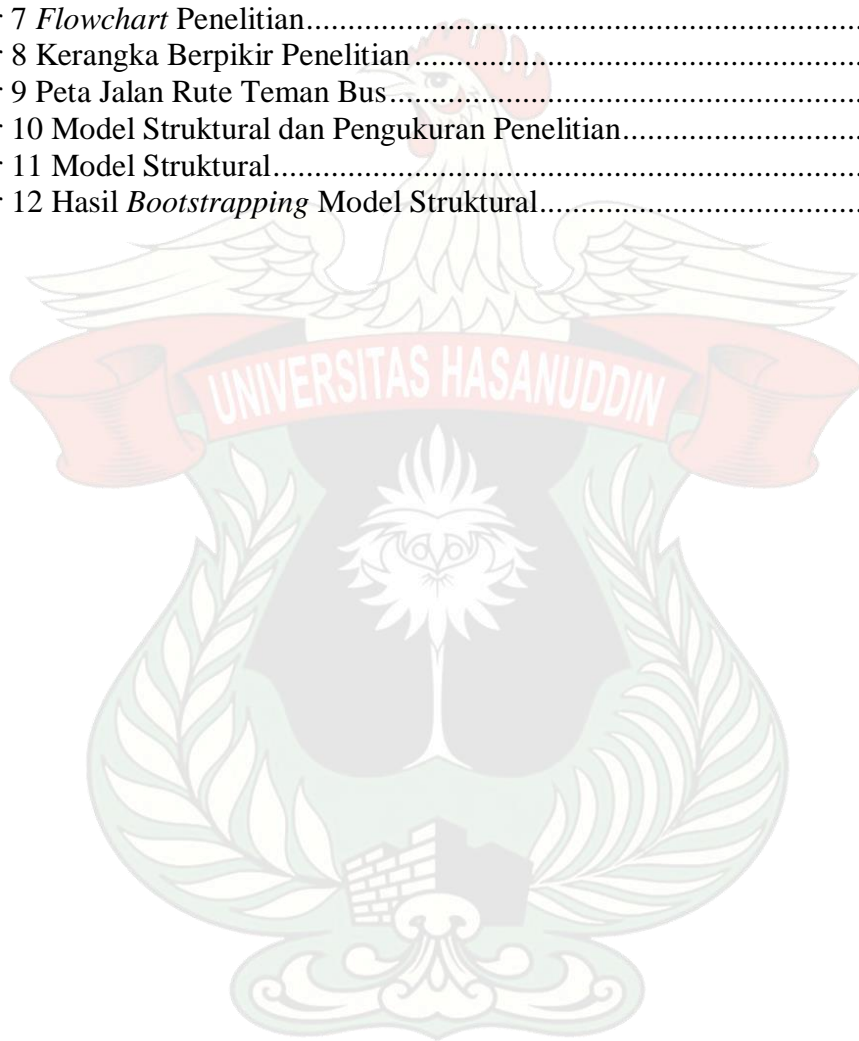 r 7 Flowchart Penelitian....................................................................
r 8 Kerangka Berpikir Penelitian....................................................
r 9 Peta Jalan Rute Teman Bus.......................................................
r 10 Model Struktural dan Pengukuran Penelitian...........................
r 11 Model Struktural.......................................................................
r 12 Hasil Bootstrapping Model Struktural......................................
UNIVERSITAS HASANUDDIN